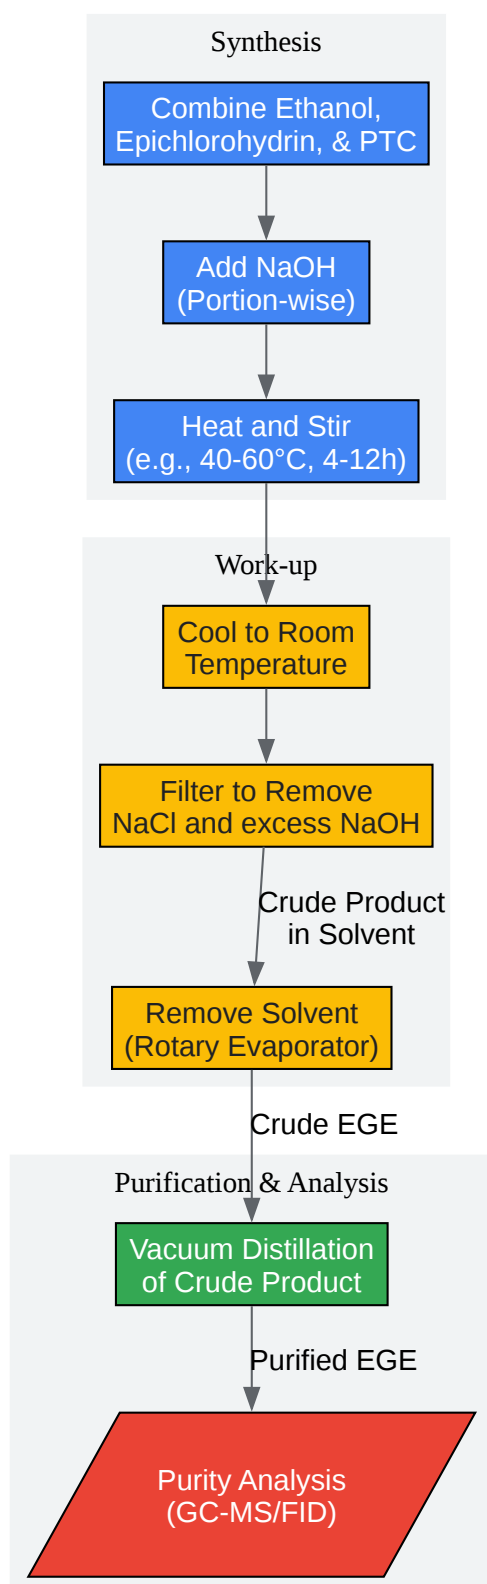 Synthesis
Combine Ethanol,
Epichlorohydrin, & PTC
Add NaOH
(Portion-wise)
Heat and Stir
(e.g., 40-60°C, 4-12h)
Work-up
Cool to Room
Temperature
Filter to Remove
NaCl and excess NaOH
Crude Product
in Solvent
Remove Solvent
(Rotary Evaporator)
Crude EGE
Purification & Analysis
Vacuum Distillation
of Crude Product
Purified EGE
Purity Analysis
(GC-MS/FID)